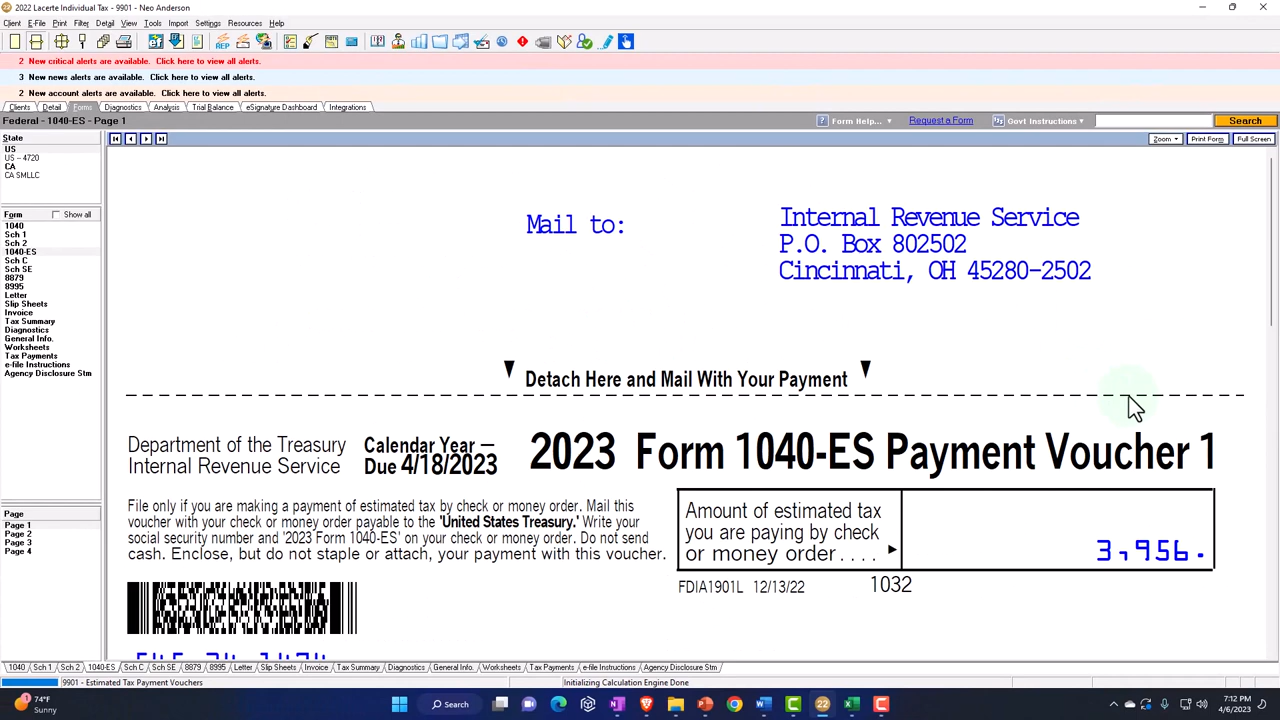 2022 Lacerte Individual Tax - 9901 - Neo Anderson
Client E-File Print Filter Detail View Tools Import Settings Resources Help
2 New critical alerts are available. Click here to view all alerts.
3 New news alerts are available. Click here to view all alerts.
2 New account alerts are available. Click here to view all alerts.
Clients Detail Forms Diagnostics Analysis Trial Balance eSignature Dashboard Integrations
Federal - 1040-ES - Page 1
Form Help... Request a Form Govt Instructions Search
Zoom Print Form Full Screen
State
US
US - 4720
CA
CA SMLLC
Form Show all
1040
Sch 1
Sch 2
1040-ES
Sch C
Sch SE
8879
8995
Letter
Slip Sheets
Invoice
Tax Summary
Diagnostics
General Info.
Worksheets
Tax Payments
e-file Instructions
Agency Disclosure Stm
Page
Page 1
Page 2
Page 3
Page 4
Mail to:
Internal Revenue Service
P.O. Box 802502
Cincinnati, OH 45280-2502
Detach Here and Mail With Your Payment
Department of the Treasury
Internal Revenue Service
Calendar Year —
Due 4/18/2023
2023 Form 1040-ES Payment Voucher 1
File only if you are making a payment of estimated tax by check or money order. Mail this
voucher with your check or money order payable to the 'United States Treasury.' Write your
social security number and '2023 Form 1040-ES' on your check or money order. Do not send
cash. Enclose, but do not staple or attach, your payment with this voucher.
Amount of estimated tax
you are paying by check
or money order . . . .
3,956.
FDIA1901L 12/13/22 1032
1040 Sch 1 Sch 2 1040-ES Sch C Sch SE 8879 8995 Letter Slip Sheets Invoice Tax Summary Diagnostics General Info. Worksheets Tax Payments e-file Instructions Agency Disclosure Stm
9901 - Estimated Tax Payment Vouchers
Initializing Calculation Engine Done
74°F
Sunny
Search
7:12 PM
4/6/2023